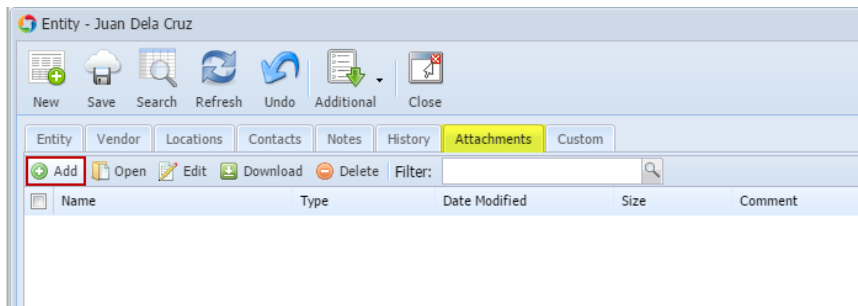 Entity - Juan Dela Cruz
New Save Search Refresh Undo Additional Close
Entity Vendor Locations Contacts Notes History Attachments Custom
Add Open Edit Download Delete Filter:
Name Type Date Modified Size Comment